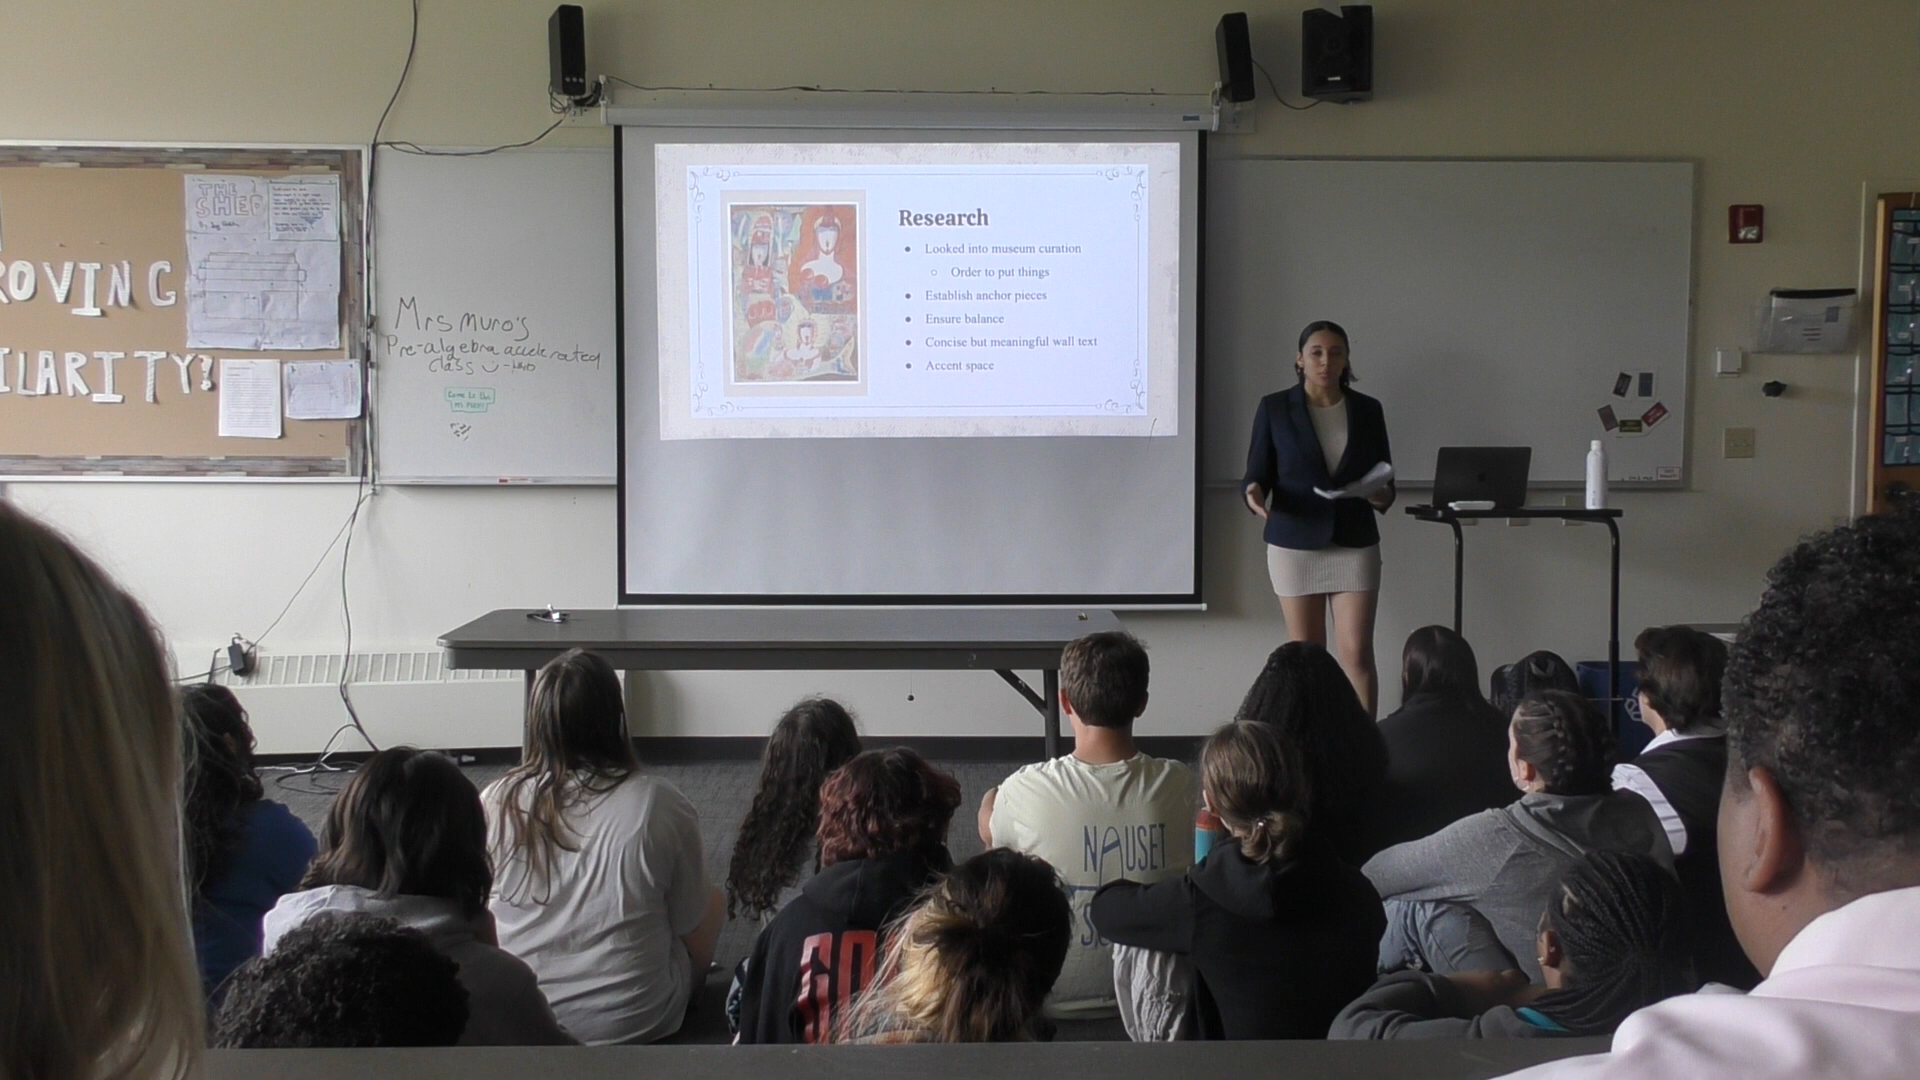 THE
SHED
ROVING
ILARITY!
Mrs Muro's
Pre-algebra accelerated
class
Research
Looked into museum curation
Order to put things
Establish anchor pieces
Ensure balance
Concise but meaningful wall text
Accent space
NAUSET